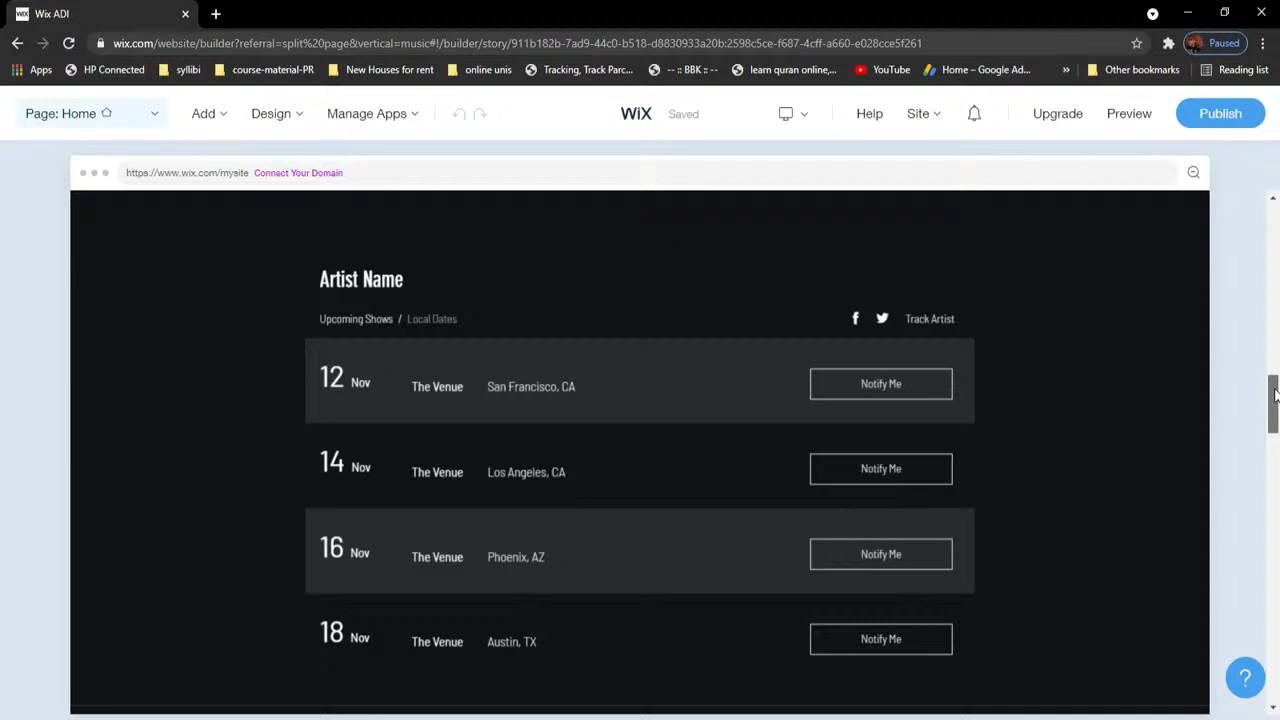 WiX Wix ADI
wix.com/website/builder?referral=split%20page&vertical=music#!/builder/story/911b182b-7ad9-44c0-b518-d8830933a20b:2598c5ce-f687-4cff-a660-e028cce5f261 Paused
Apps HP Connected syllibi course-material-PR New Houses for rent online unis Tracking, Track Parc... -- :: BBK :: -- learn quran online,... YouTube Home – Google Ad... » Other bookmarks Reading list
Page: Home Add Design Manage Apps WiX Saved Help Site Upgrade Preview Publish
https://www.wix.com/mysite Connect Your Domain
Artist Name
Upcoming Shows / Local Dates Track Artist
12 Nov The Venue San Francisco, CA Notify Me
14 Nov The Venue Los Angeles, CA Notify Me
16 Nov The Venue Phoenix, AZ Notify Me
18 Nov The Venue Austin, TX Notify Me
?